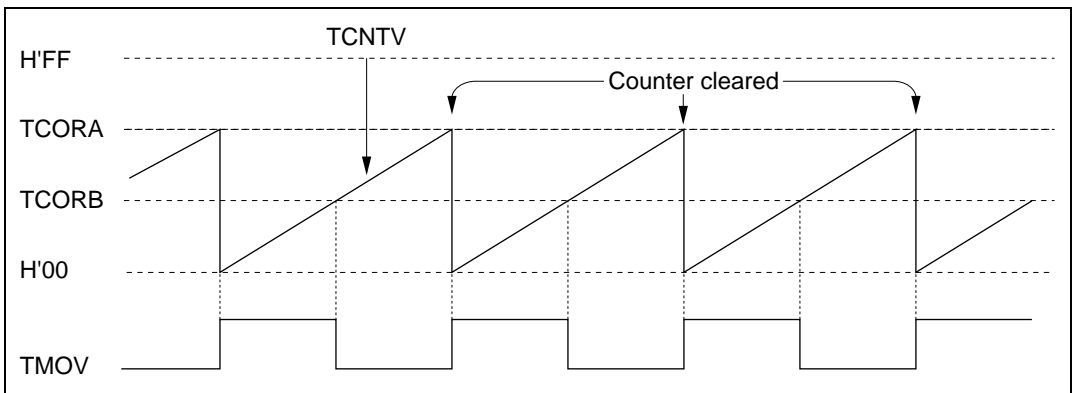 TCNTV
H'FF
Counter cleared
TCORA
TCORB
H'00
TMOV